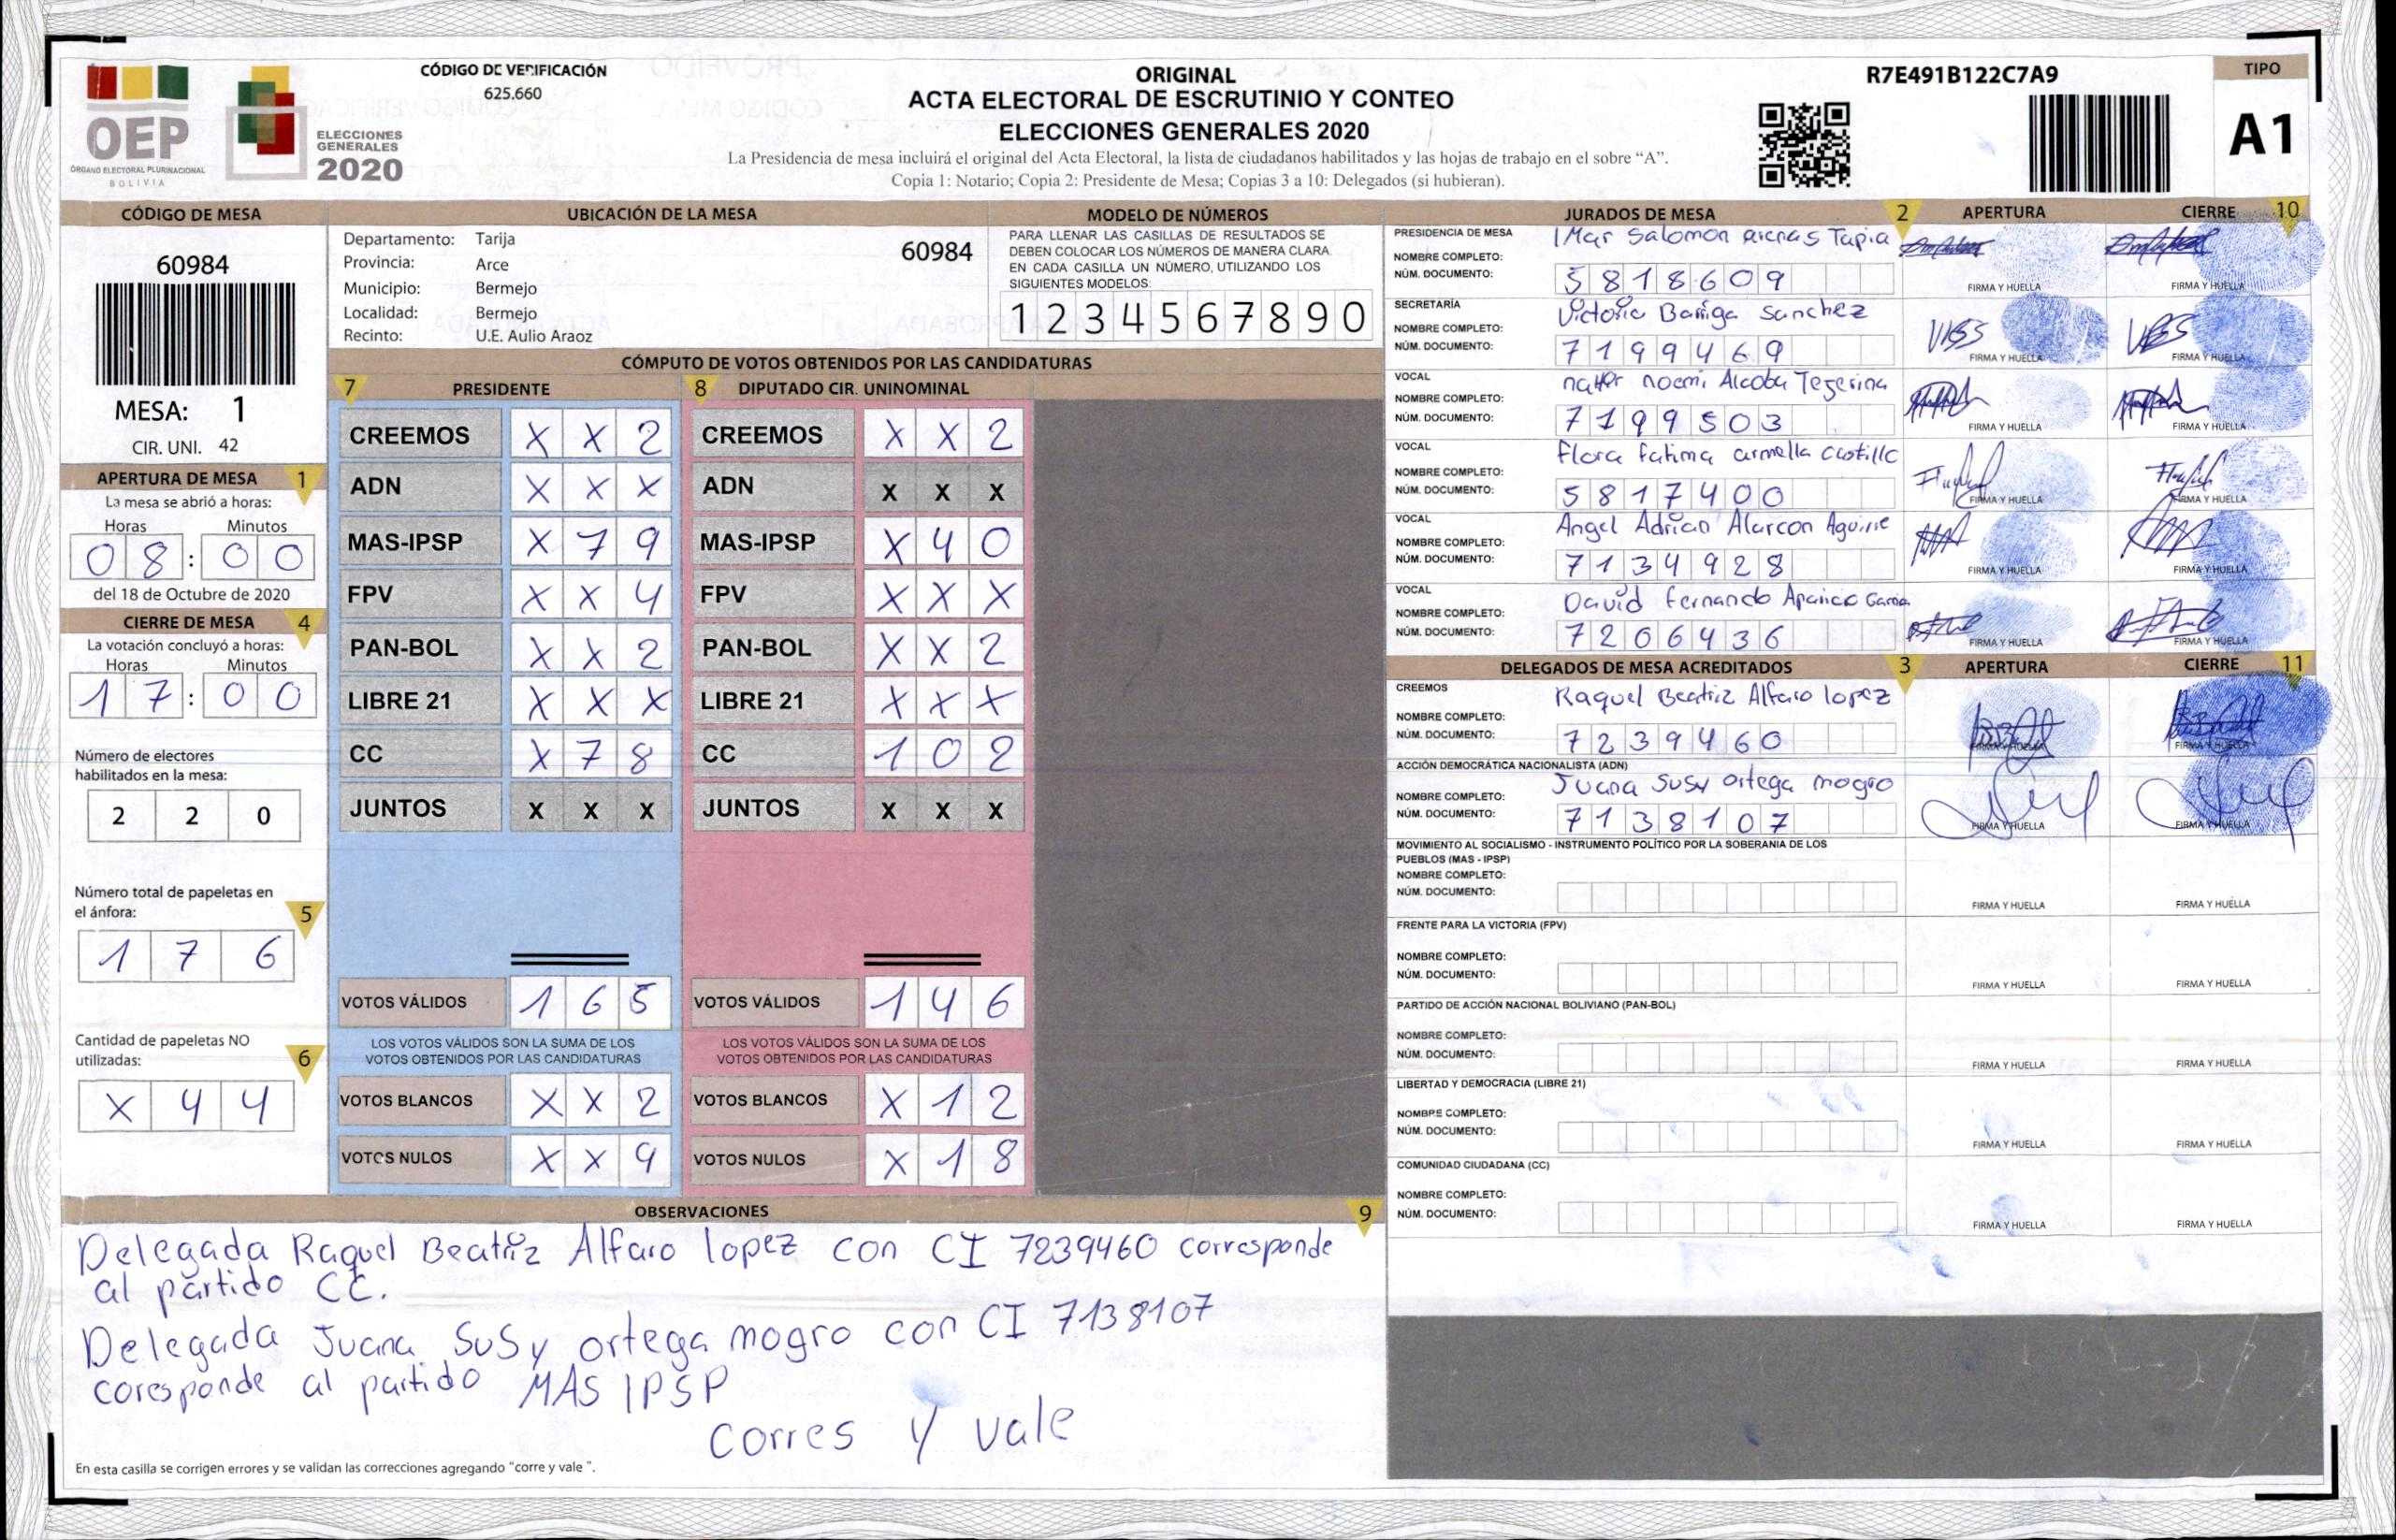 OEP
ÓRGANO ELECTORAL PLURINACIONAL
BOLIVIA
ELECCIONES
GENERALES
2020
CÓDIGO DE VERIFICACIÓN
625.660
ORIGINAL
ACTA ELECTORAL DE ESCRUTINIO Y CONTEO
ELECCIONES GENERALES 2020
La Presidencia de mesa incluirá el original del Acta Electoral, la lista de ciudadanos habilitados y las hojas de trabajo en el sobre “A”.
Copia 1: Notario; Copia 2: Presidente de Mesa; Copias 3 a 10: Delegados (si hubieran).
R7E491B122C7A9
TIPO
A1
CÓDIGO DE MESA
60984
MESA: 1
CIR. UNI. 42
APERTURA DE MESA 1
La mesa se abrió a horas:
Horas Minutos
0 8 : 0 0
del 18 de Octubre de 2020
CIERRE DE MESA 4
La votación concluyó a horas:
Horas Minutos
1 7 : 0 0
Número de electores
habilitados en la mesa:
2 2 0
Número total de papeletas en
el ánfora: 5
1 7 6
Cantidad de papeletas NO
utilizadas: 6
X 4 4
UBICACIÓN DE LA MESA
Departamento: Tarija 60984
Provincia: Arce
Municipio: Bermejo
Localidad: Bermejo
Recinto: U.E. Aulio Araoz
MODELO DE NÚMEROS
PARA LLENAR LAS CASILLAS DE RESULTADOS SE
DEBEN COLOCAR LOS NÚMEROS DE MANERA CLARA.
EN CADA CASILLA UN NÚMERO, UTILIZANDO LOS
SIGUIENTES MODELOS:
1 2 3 4 5 6 7 8 9 0
CÓMPUTO DE VOTOS OBTENIDOS POR LAS CANDIDATURAS
7 PRESIDENTE
CREEMOS X X 2
ADN X X X
MAS-IPSP X 7 9
FPV X X 4
PAN-BOL X X 2
LIBRE 21 X X X
CC X 7 8
JUNTOS X X X
VOTOS VÁLIDOS 1 6 5
LOS VOTOS VÁLIDOS SON LA SUMA DE LOS
VOTOS OBTENIDOS POR LAS CANDIDATURAS
VOTOS BLANCOS X X 2
VOTOS NULOS X X 9
8 DIPUTADO CIR. UNINOMINAL
CREEMOS X X 2
ADN X X X
MAS-IPSP X 4 0
FPV X X X
PAN-BOL X X 2
LIBRE 21 X X X
CC 1 0 2
JUNTOS X X X
VOTOS VÁLIDOS 1 4 6
LOS VOTOS VÁLIDOS SON LA SUMA DE LOS
VOTOS OBTENIDOS POR LAS CANDIDATURAS
VOTOS BLANCOS X 1 2
VOTOS NULOS X 1 8
OBSERVACIONES 9
Delegada Raquel Beatriz Alfaro lopez con CI 7239460 corresponde
al partido CC.
Delegada Juana Susy ortega mogro con CI 7138107
coresponde al partido MAS IPSP
corres y vale
En esta casilla se corrigen errores y se validan las correcciones agregando "corre y vale ".
JURADOS DE MESA 2 APERTURA CIERRE 10
PRESIDENCIA DE MESA
NOMBRE COMPLETO: IMar Salomon arenas Tapia
NÚM. DOCUMENTO: 5818609
FIRMA Y HUELLA FIRMA Y HUELLA
SECRETARÍA
NOMBRE COMPLETO: Victoria Barriga Sanchez
NÚM. DOCUMENTO: 7199469
FIRMA Y HUELLA FIRMA Y HUELLA
VOCAL
NOMBRE COMPLETO: noemi Alcoba Tejerina
NÚM. DOCUMENTO: 7199503
FIRMA Y HUELLA FIRMA Y HUELLA
VOCAL
NOMBRE COMPLETO: Flora fatima armella castillo
NÚM. DOCUMENTO: 5817400
FIRMA Y HUELLA FIRMA Y HUELLA
VOCAL
NOMBRE COMPLETO: Angel Adrian Alarcon Aguirre
NÚM. DOCUMENTO: 7134928
FIRMA Y HUELLA FIRMA Y HUELLA
VOCAL
NOMBRE COMPLETO: David fernando Aparicio Garcia
NÚM. DOCUMENTO: 7206436
FIRMA Y HUELLA FIRMA Y HUELLA
DELEGADOS DE MESA ACREDITADOS 3 APERTURA CIERRE 11
CREEMOS
NOMBRE COMPLETO: Raquel Beatriz Alfaro lopez
NÚM. DOCUMENTO: 7239460
FIRMA Y HUELLA FIRMA Y HUELLA
ACCIÓN DEMOCRÁTICA NACIONALISTA (ADN)
NOMBRE COMPLETO: Juana Susy ortega mogro
NÚM. DOCUMENTO: 7138107
FIRMA Y HUELLA FIRMA Y HUELLA
MOVIMIENTO AL SOCIALISMO - INSTRUMENTO POLÍTICO POR LA SOBERANIA DE LOS
PUEBLOS (MAS - IPSP)
NOMBRE COMPLETO:
NÚM. DOCUMENTO:
FIRMA Y HUELLA FIRMA Y HUELLA
FRENTE PARA LA VICTORIA (FPV)
NOMBRE COMPLETO:
NÚM. DOCUMENTO:
FIRMA Y HUELLA FIRMA Y HUELLA
PARTIDO DE ACCIÓN NACIONAL BOLIVIANO (PAN-BOL)
NOMBRE COMPLETO:
NÚM. DOCUMENTO:
FIRMA Y HUELLA FIRMA Y HUELLA
LIBERTAD Y DEMOCRACIA (LIBRE 21)
NOMBRE COMPLETO:
NÚM. DOCUMENTO:
FIRMA Y HUELLA FIRMA Y HUELLA
COMUNIDAD CIUDADANA (CC)
NOMBRE COMPLETO:
NÚM. DOCUMENTO:
FIRMA Y HUELLA FIRMA Y HUELLA